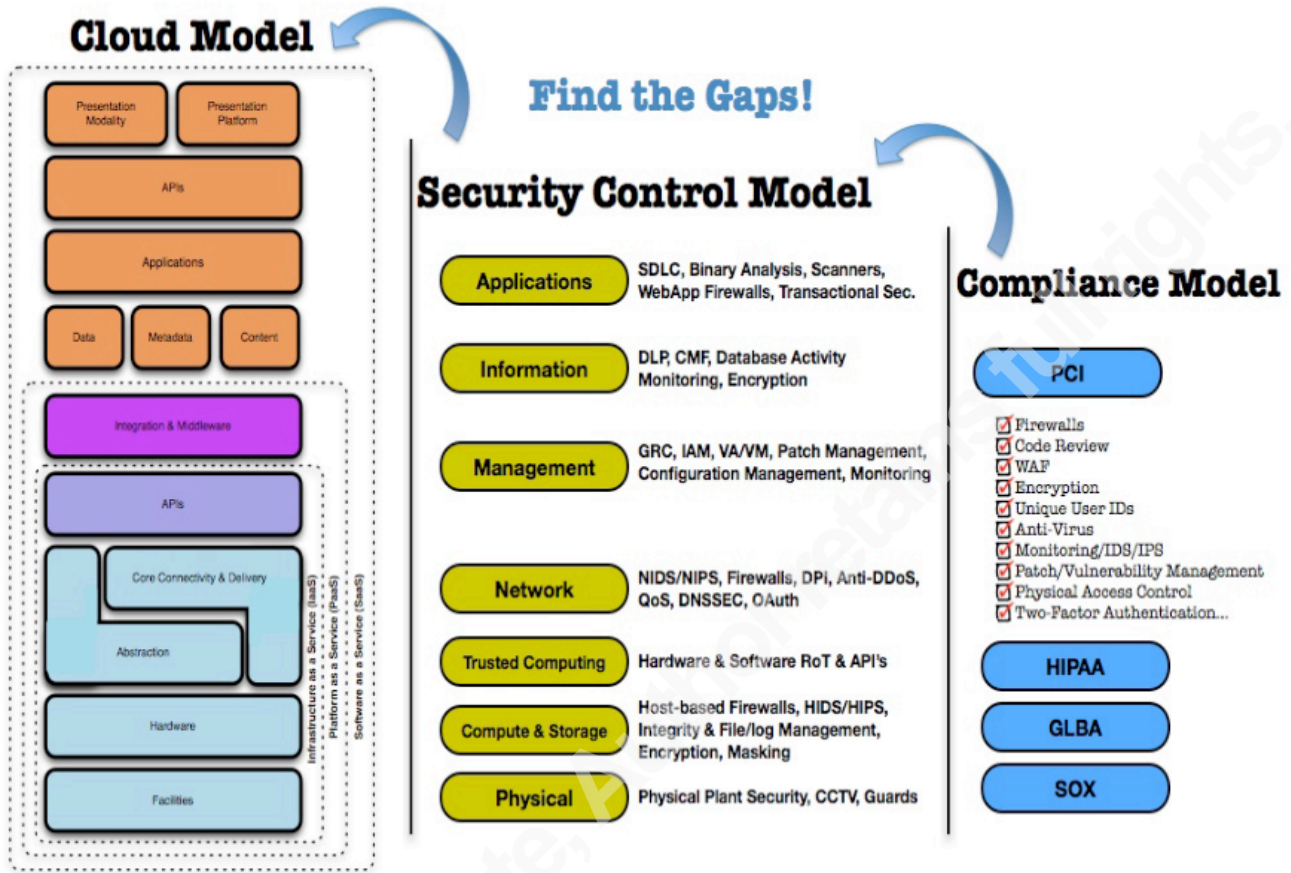 Cloud Model
Presentation
Modality
Presentation
Platform
APIs
Applications
Data
Metadata
Content
Integration & Middleware
APIs
Core Connectivity & Delivery
Abstraction
Hardware
Facilities
Infrastructure as a Service (IaaS)
Platform as a Service (PaaS)
Software as a Service (SaaS)
Find the Gaps!
Security Control Model
Applications
SDLC, Binary Analysis, Scanners,
WebApp Firewalls, Transactional Sec.
Information
DLP, CMF, Database Activity
Monitoring, Encryption
Management
GRC, IAM, VA/VM, Patch Management,
Configuration Management, Monitoring
Network
NIDS/NIPS, Firewalls, DPi, Anti-DDoS,
QoS, DNSSEC, OAuth
Trusted Computing
Hardware & Software RoT & API's
Compute & Storage
Host-based Firewalls, HIDS/HIPS,
Integrity & File/log Management,
Encryption, Masking
Physical
Physical Plant Security, CCTV, Guards
Compliance Model
PCI
Firewalls
Code Review
WAF
Encryption
Unique User IDs
Anti-Virus
Monitoring/IDS/IPS
Patch/Vulnerability Management
Physical Access Control
Two-Factor Authentication...
HIPAA
GLBA
SOX
Author retains full rights.